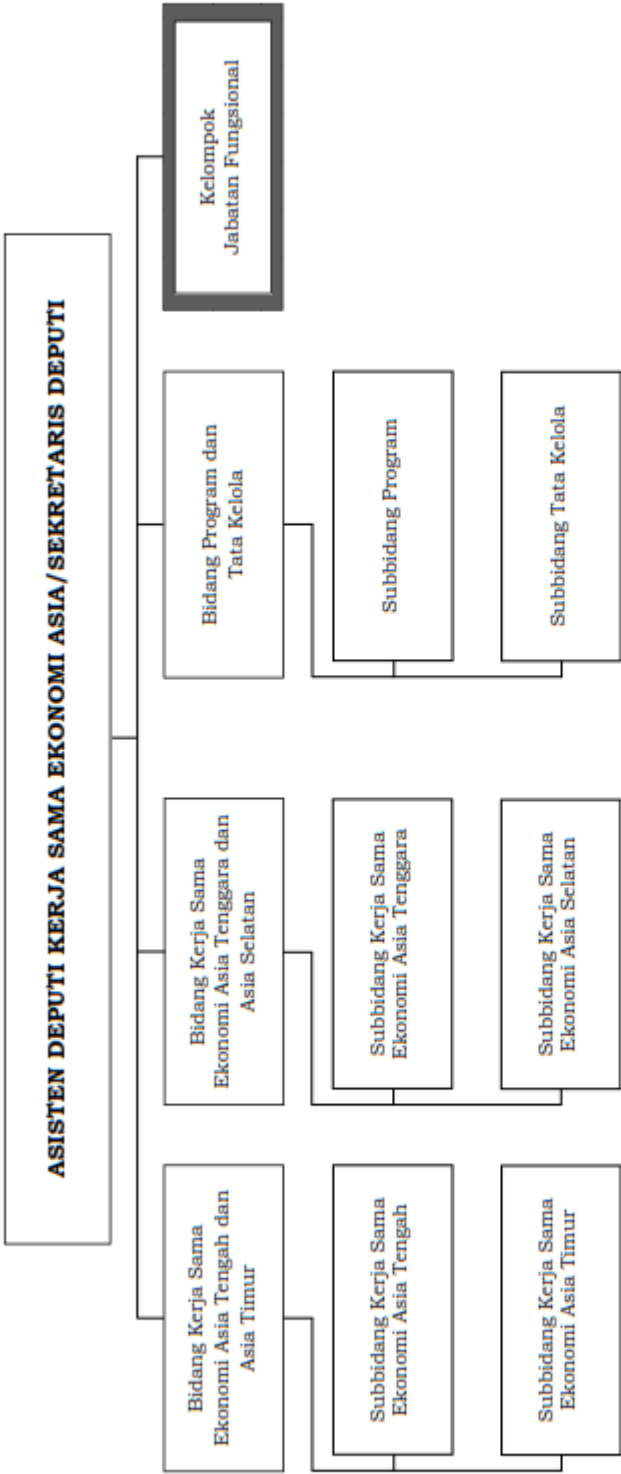 ASISTEN DEPUTI KERJA SAMA EKONOMI ASIA/SEKRETARIS DEPUTI
Bidang Kerja Sama
Ekonomi Asia Tengah dan
Asia Timur
Bidang Kerja Sama
Ekonomi Asia Tenggara dan
Asia Selatan
Bidang Program dan
Tata Kelola
Kelompok
Jabatan Fungsional
Subbidang Kerja Sama
Ekonomi Asia Tengah
Subbidang Kerja Sama
Ekonomi Asia Tenggara
Subbidang Program
Subbidang Kerja Sama
Ekonomi Asia Timur
Subbidang Kerja Sama
Ekonomi Asia Selatan
Subbidang Tata Kelola